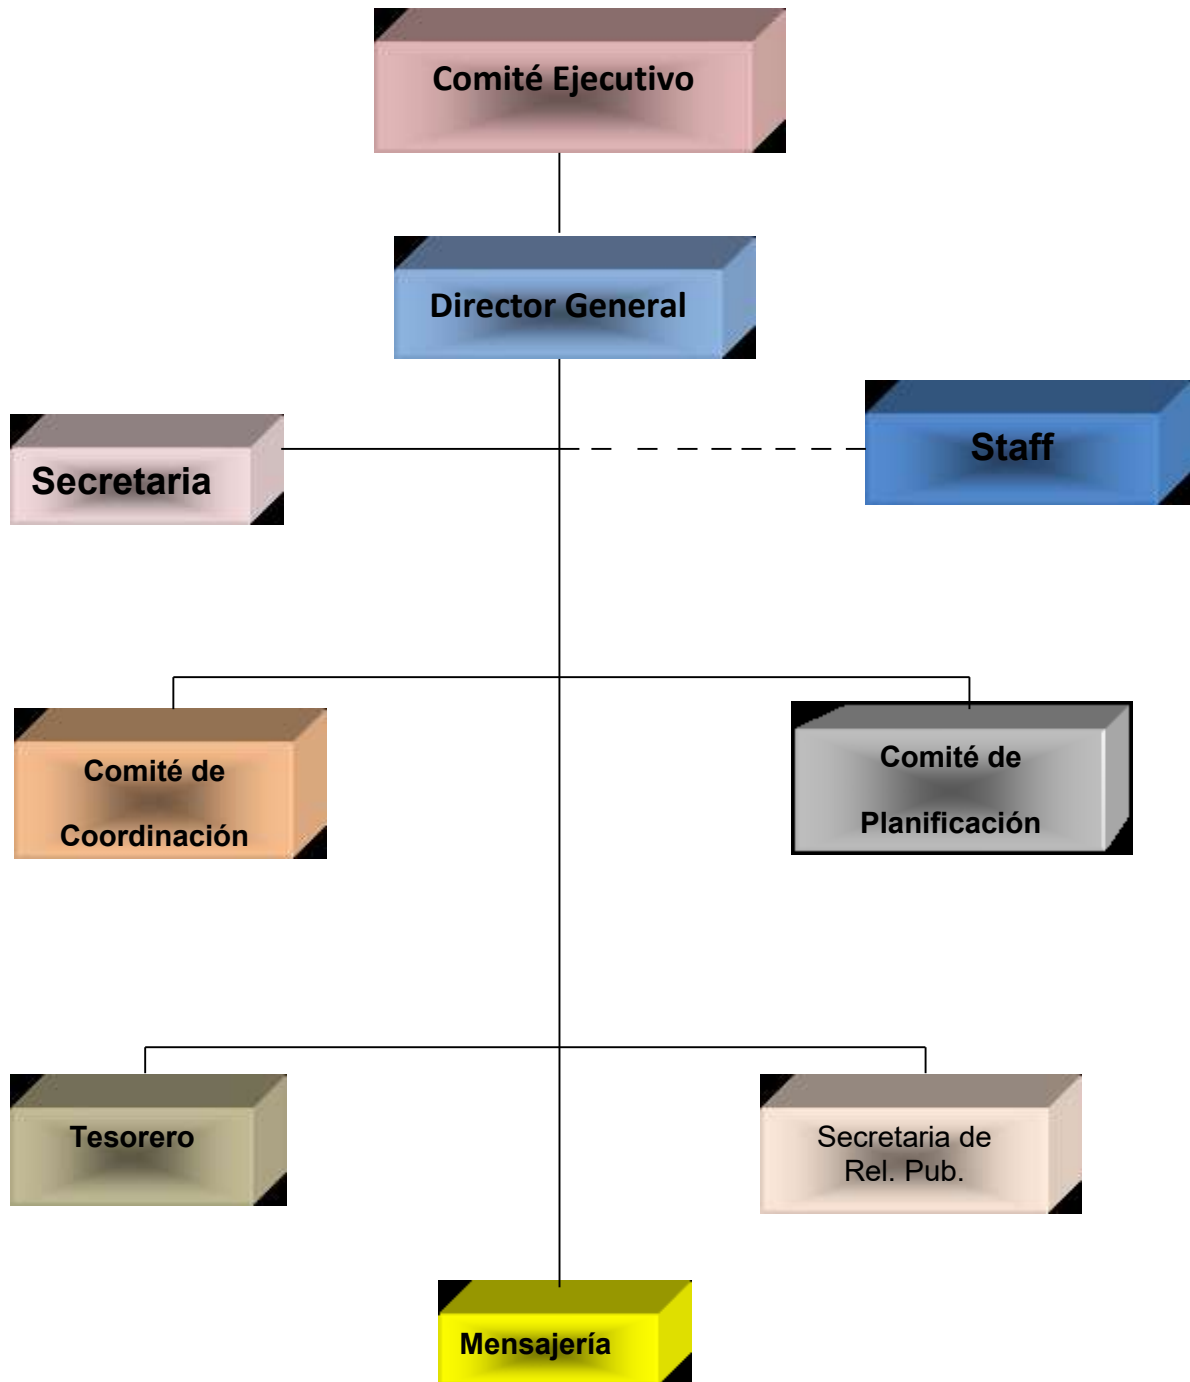 Comité Ejecutivo
Director General
Secretaria
Staff
Comité de
Coordinación
Comité de
Planificación
Tesorero
Secretaria de
Rel. Pub.
Mensajería